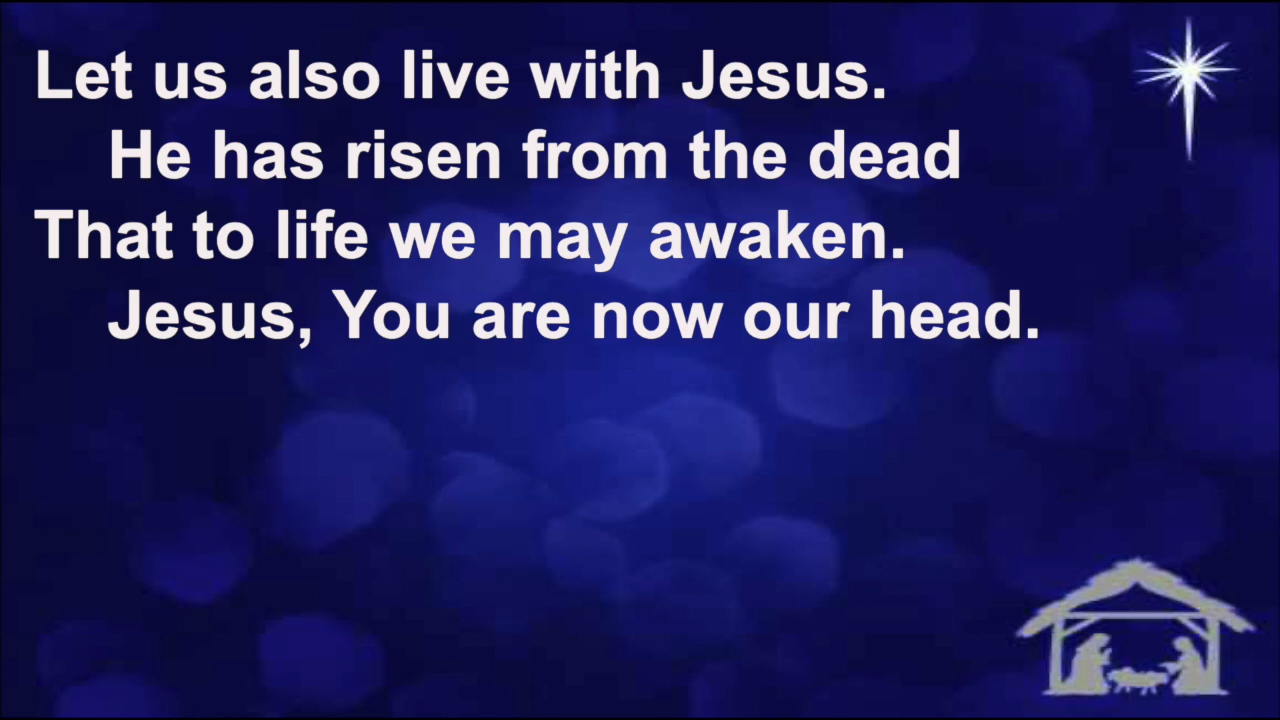 Let us also live with Jesus.
He has risen from the dead
That to life we may awaken.
Jesus, You are now our head.